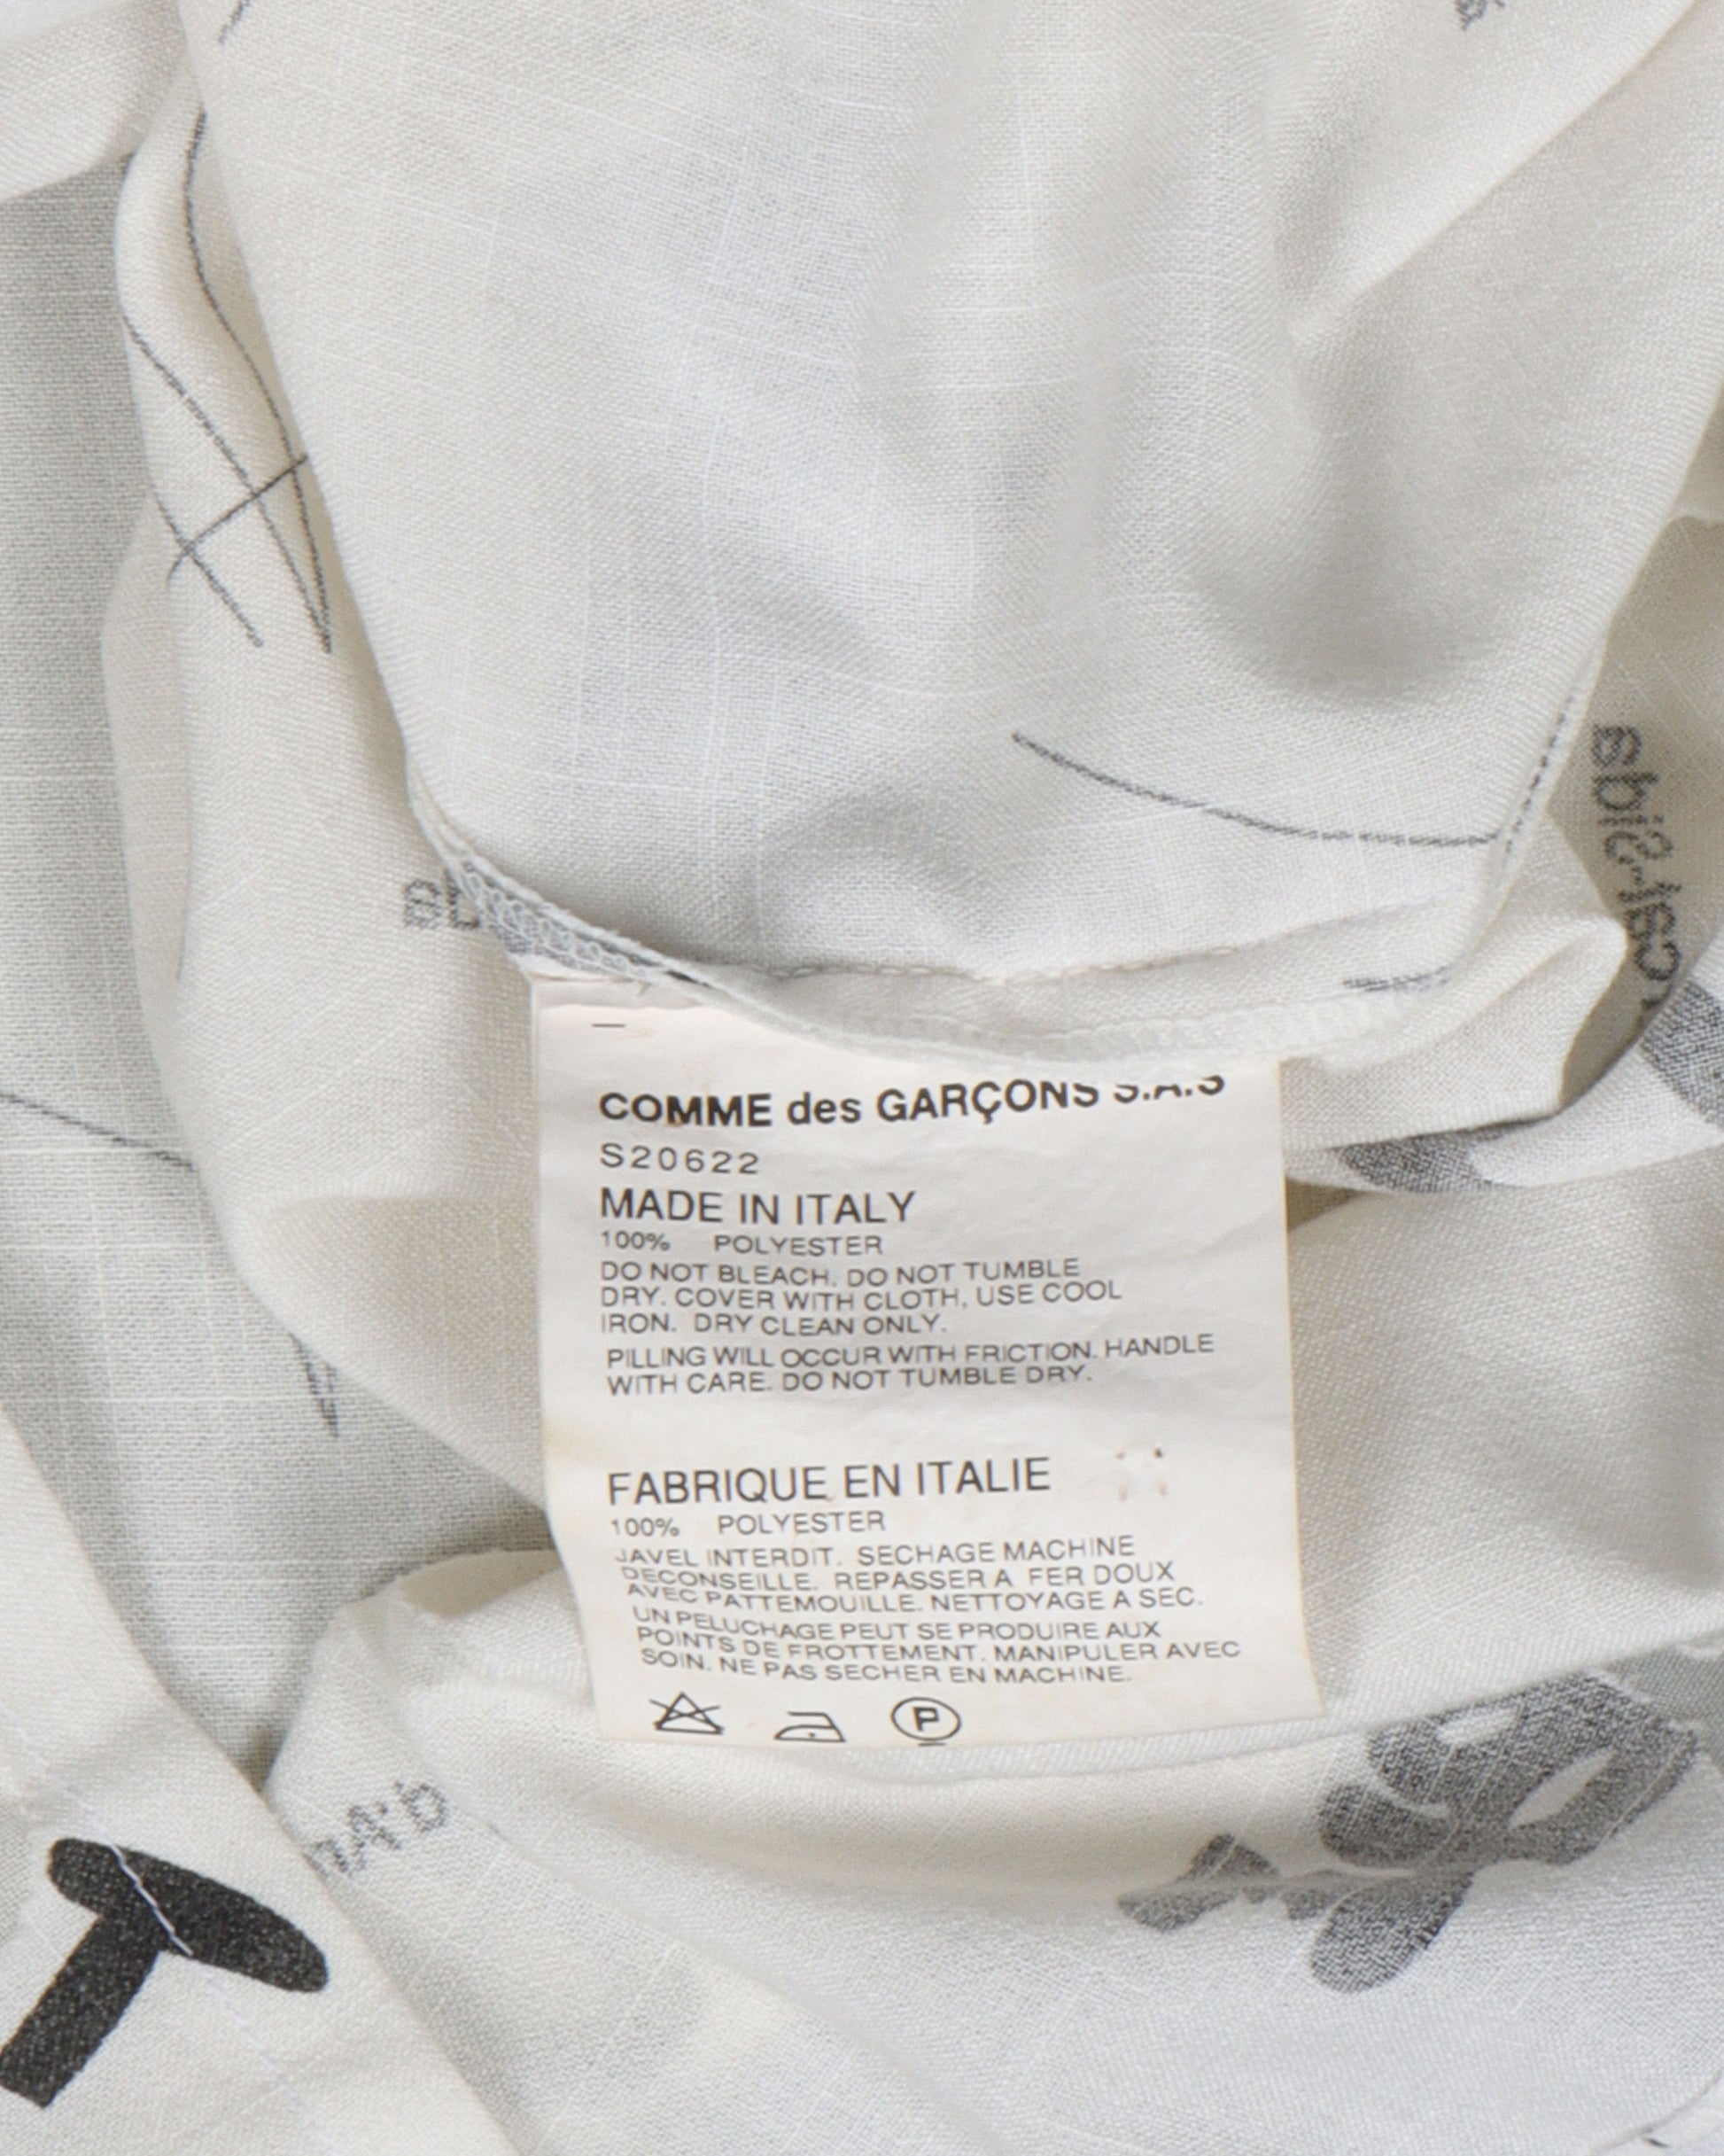 COMME des GARÇONS S.A.S
S20622
MADE IN ITALY
100% POLYESTER
DO NOT BLEACH. DO NOT TUMBLE
DRY. COVER WITH CLOTH, USE COOL
IRON. DRY CLEAN ONLY.
PILLING WILL OCCUR WITH FRICTION. HANDLE
WITH CARE. DO NOT TUMBLE DRY.
FABRIQUE EN ITALIE
100% POLYESTER
JAVEL INTERDIT. SECHAGE MACHINE
DECONSEILLE. REPASSER A FER DOUX
AVEC PATTEMOUILLE. NETTOYAGE A SEC.
UN PELUCHAGE PEUT SE PRODUIRE AUX
POINTS DE FROTTEMENT. MANIPULER AVEC
SOIN. NE PAS SECHER EN MACHINE.
P